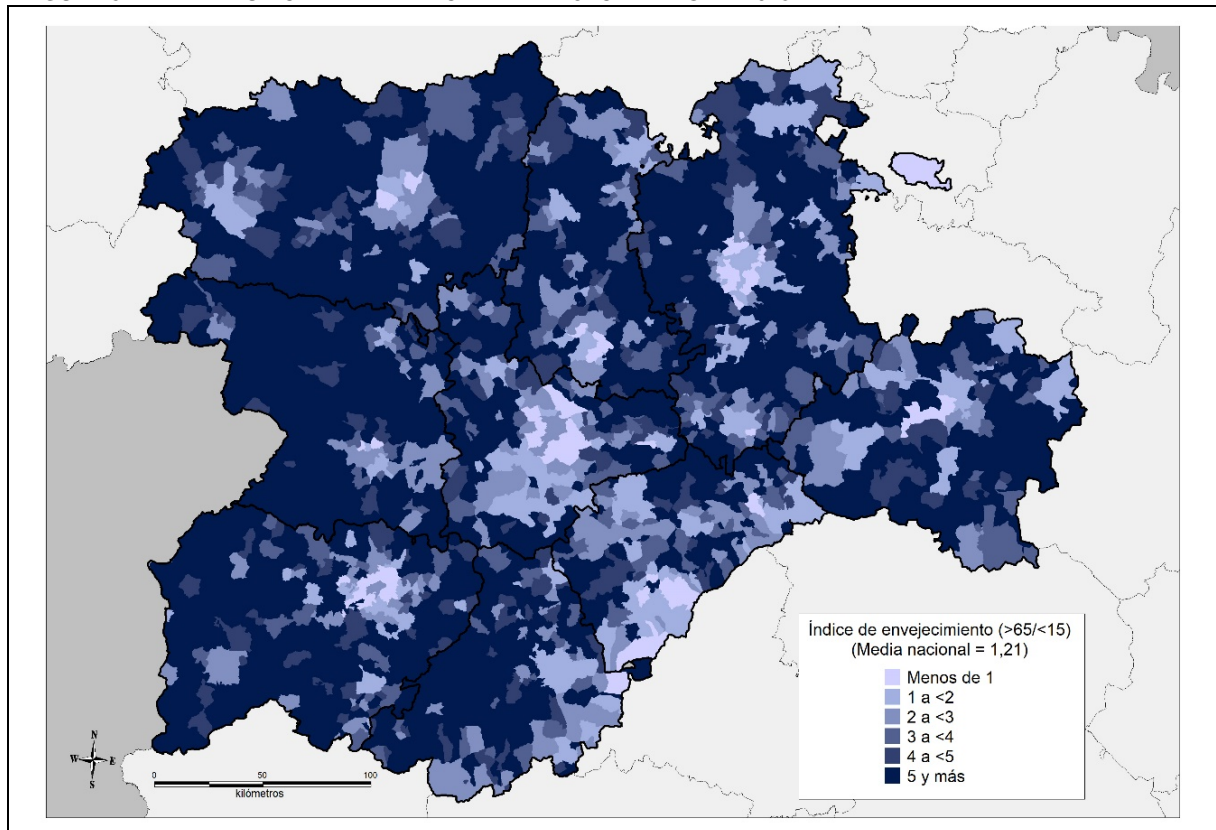 Índice de envejecimiento (>65/<15)
(Media nacional = 1,21)
Menos de 1
1 a <2
2 a <3
3 a <4
4 a <5
5 y más
N
W E
S
0 50 100
kilómetros